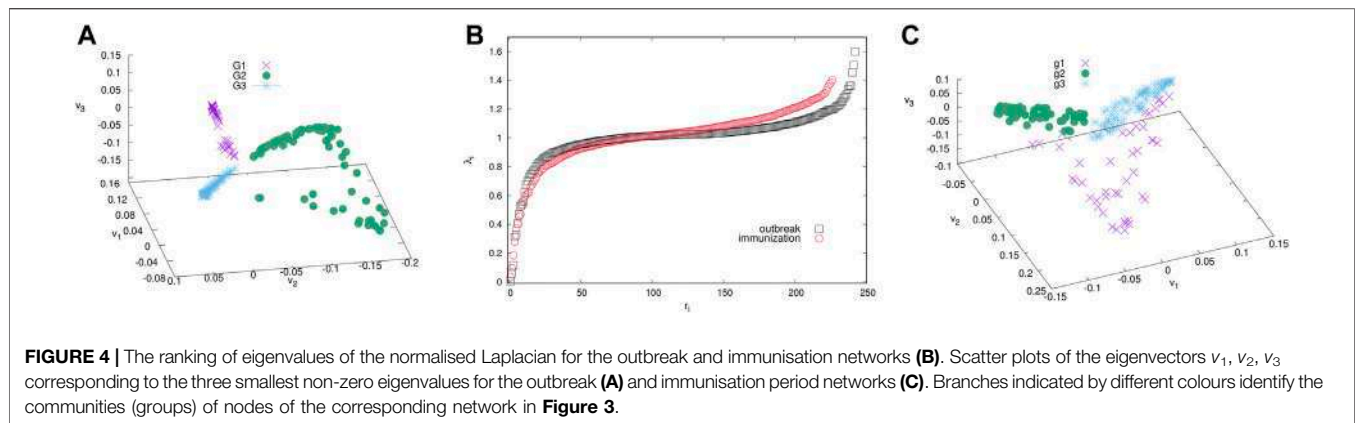 A
0.15
0.1
0.05
v3
0
-0.05
-0.1
-0.15
0.16
0.12
0.08
v1
0.04
0
-0.04
-0.08
0.1
0.05
0
-0.05
v2
-0.1
-0.15
-0.2
G1
G2
G3
B
1.6
1.4
1.2
1
λi
0.8
0.6
0.4
0.2
0
0
50
100
150
200
250
ri
outbreak
immunization
C
g1
g2
g3
0.1
0.05
v3
0
-0.05
-0.1
-0.15
-0.1
-0.05
0
v2
0.05
0.1
0.15
0.2
0.25
-0.15
-0.1
-0.05
0
v1
0.05
0.1
0.15
FIGURE 4 | The ranking of eigenvalues of the normalised Laplacian for the outbreak and immunisation networks (B). Scatter plots of the eigenvectors v1, v2, v3
corresponding to the three smallest non-zero eigenvalues for the outbreak (A) and immunisation period networks (C). Branches indicated by different colours identify the
communities (groups) of nodes of the corresponding network in Figure 3.